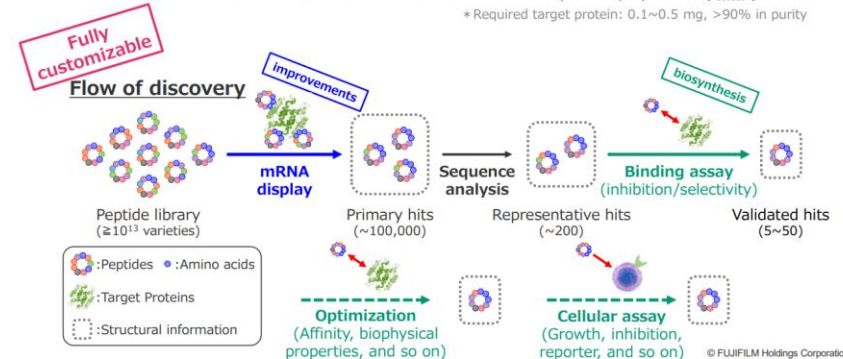 *Required target protein: 0.1~0.5 mg, >90% in purity
Fully
customizable
Flow of discovery
improvements
biosynthesis
mRNA
display
Sequence
analysis
Binding assay
(inhibition/selectivity)
Peptide library
(≧10¹³ varieties)
Primary hits
(~100,000)
Representative hits
(~200)
Validated hits
(5~50)
:Peptides :Amino acids
:Target Proteins
:Structural information
Optimization
(Affinity, biophysical
properties, and so on)
Cellular assay
(Growth, inhibition,
reporter, and so on)
© FUJIFILM Holdings Corporatio